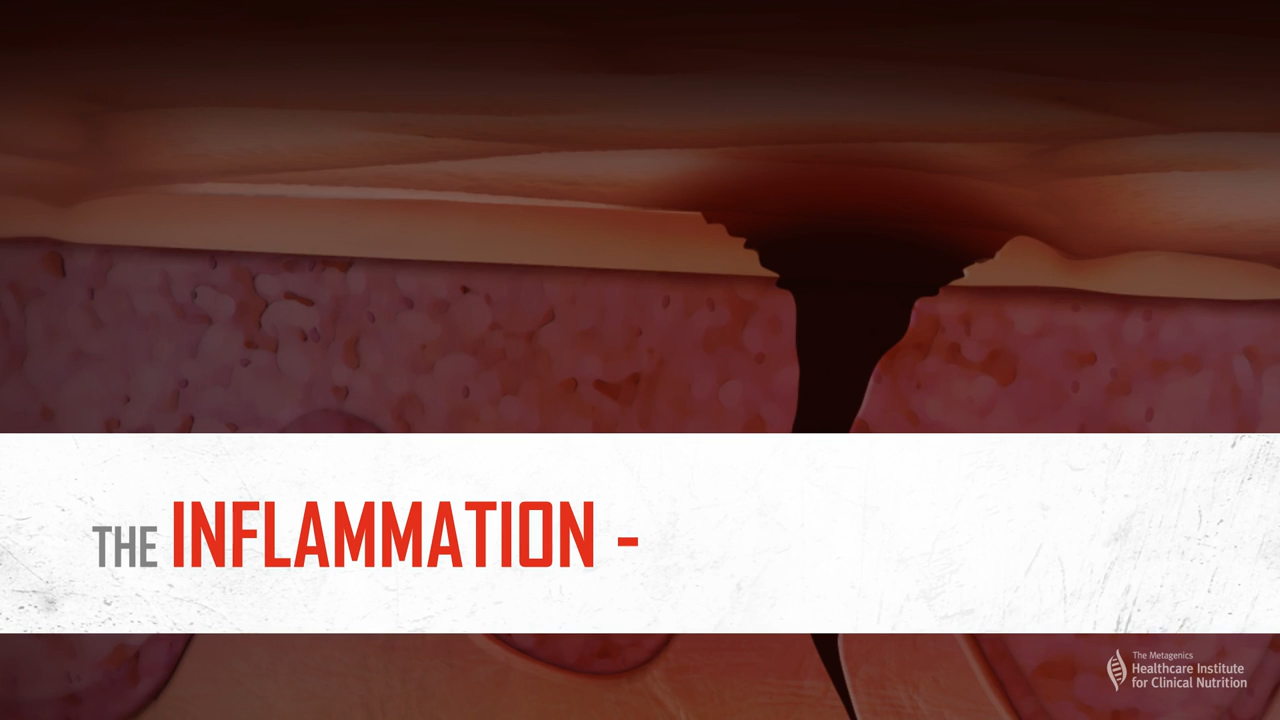 THE INFLAMMATION -
The Metagenics
Healthcare Institute
for Clinical Nutrition